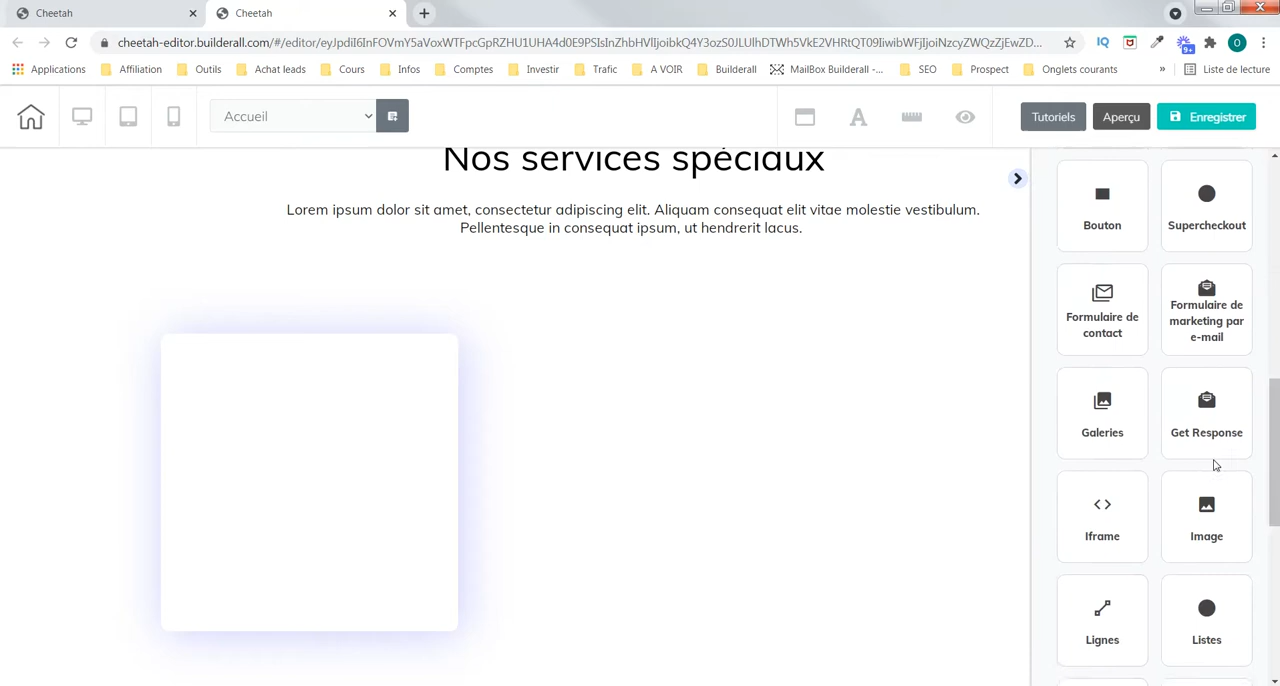 Cheetah
Cheetah
cheetah-editor.builderall.com/#/editor/
Applications
Affiliation
Outils
Achat leads
Cours
Infos
Comptes
Investir
Trafic
A VOIR
Builderall
MailBox Builderall -...
SEO
Prospect
Onglets courants
»
Liste de lecture
Accueil
Tutoriels
Aperçu
Enregistrer
Nos services spéciaux
Lorem ipsum dolor sit amet, consectetur adipiscing elit. Aliquam consequat elit vitae molestie vestibulum.
Pellentesque in consequat ipsum, ut hendrerit lacus.
Bouton
Supercheckout
Formulaire de
contact
Formulaire de
marketing par
e-mail
Galeries
Get Response
Iframe
Image
Lignes
Listes